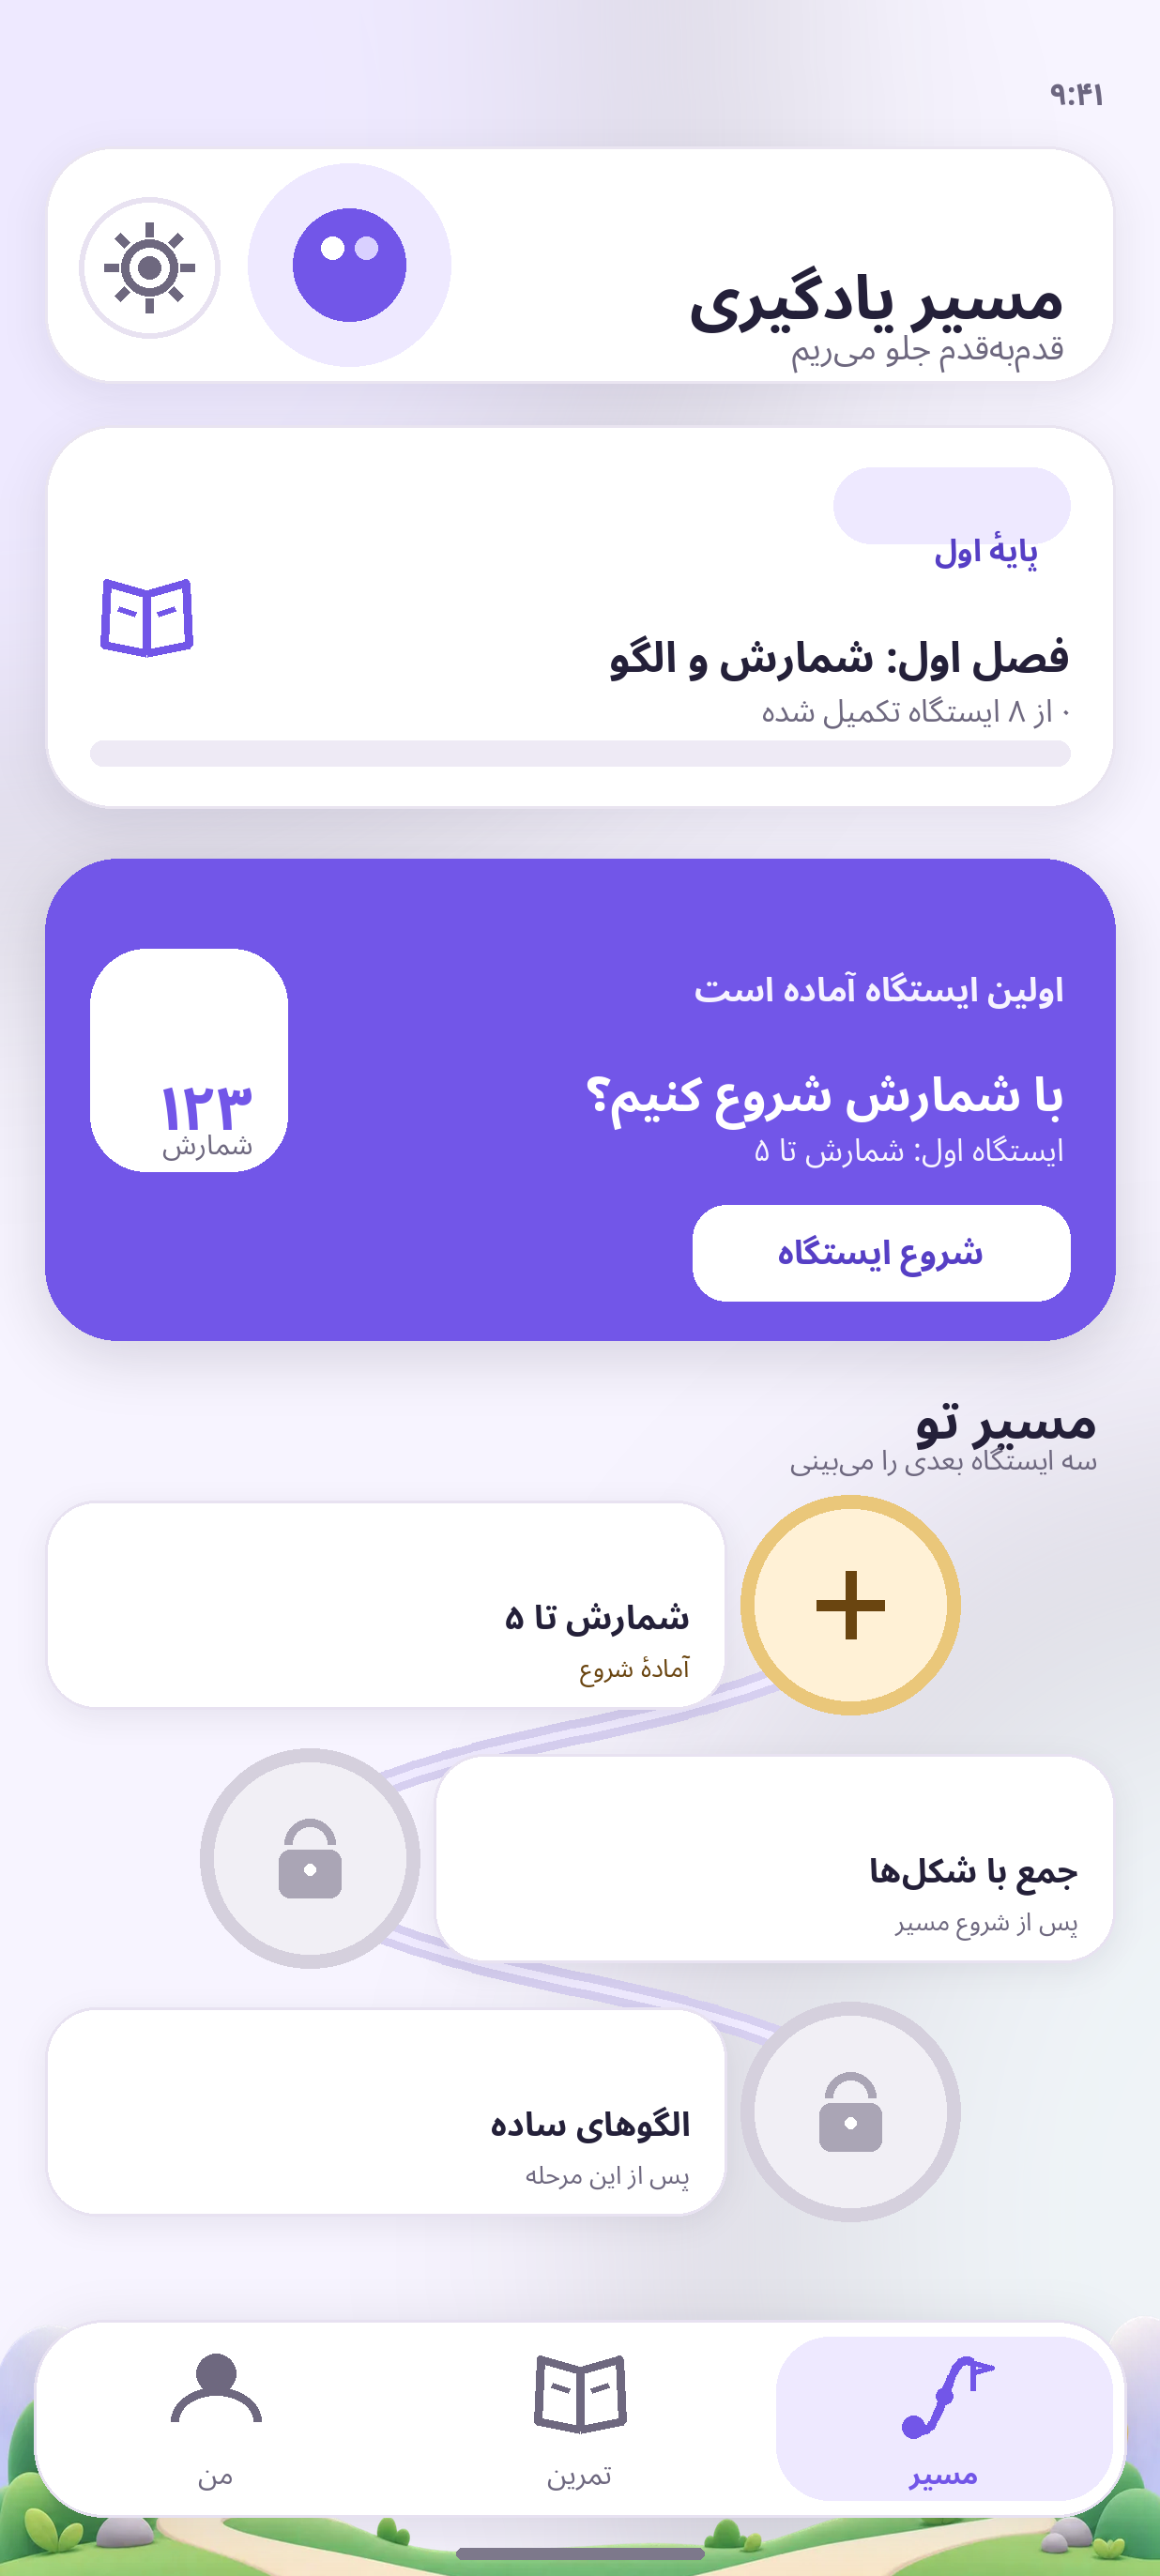 ۹:۴۱
مسیر یادگیری
قدم‌به‌قدم جلو می‌ریم
پایهٔ اول
فصل اول: شمارش و الگو
۰ از ۸ ایستگاه تکمیل شده
اولین ایستگاه آماده است
با شمارش شروع کنیم؟
ایستگاه اول: شمارش تا ۵
۱۲۳
شمارش
شروع ایستگاه
مسیر تو
سه ایستگاه بعدی را می‌بینی
شمارش تا ۵
آمادهٔ شروع
جمع با شکل‌ها
پس از شروع مسیر
الگوهای ساده
پس از این مرحله
مسیر
تمرین
من